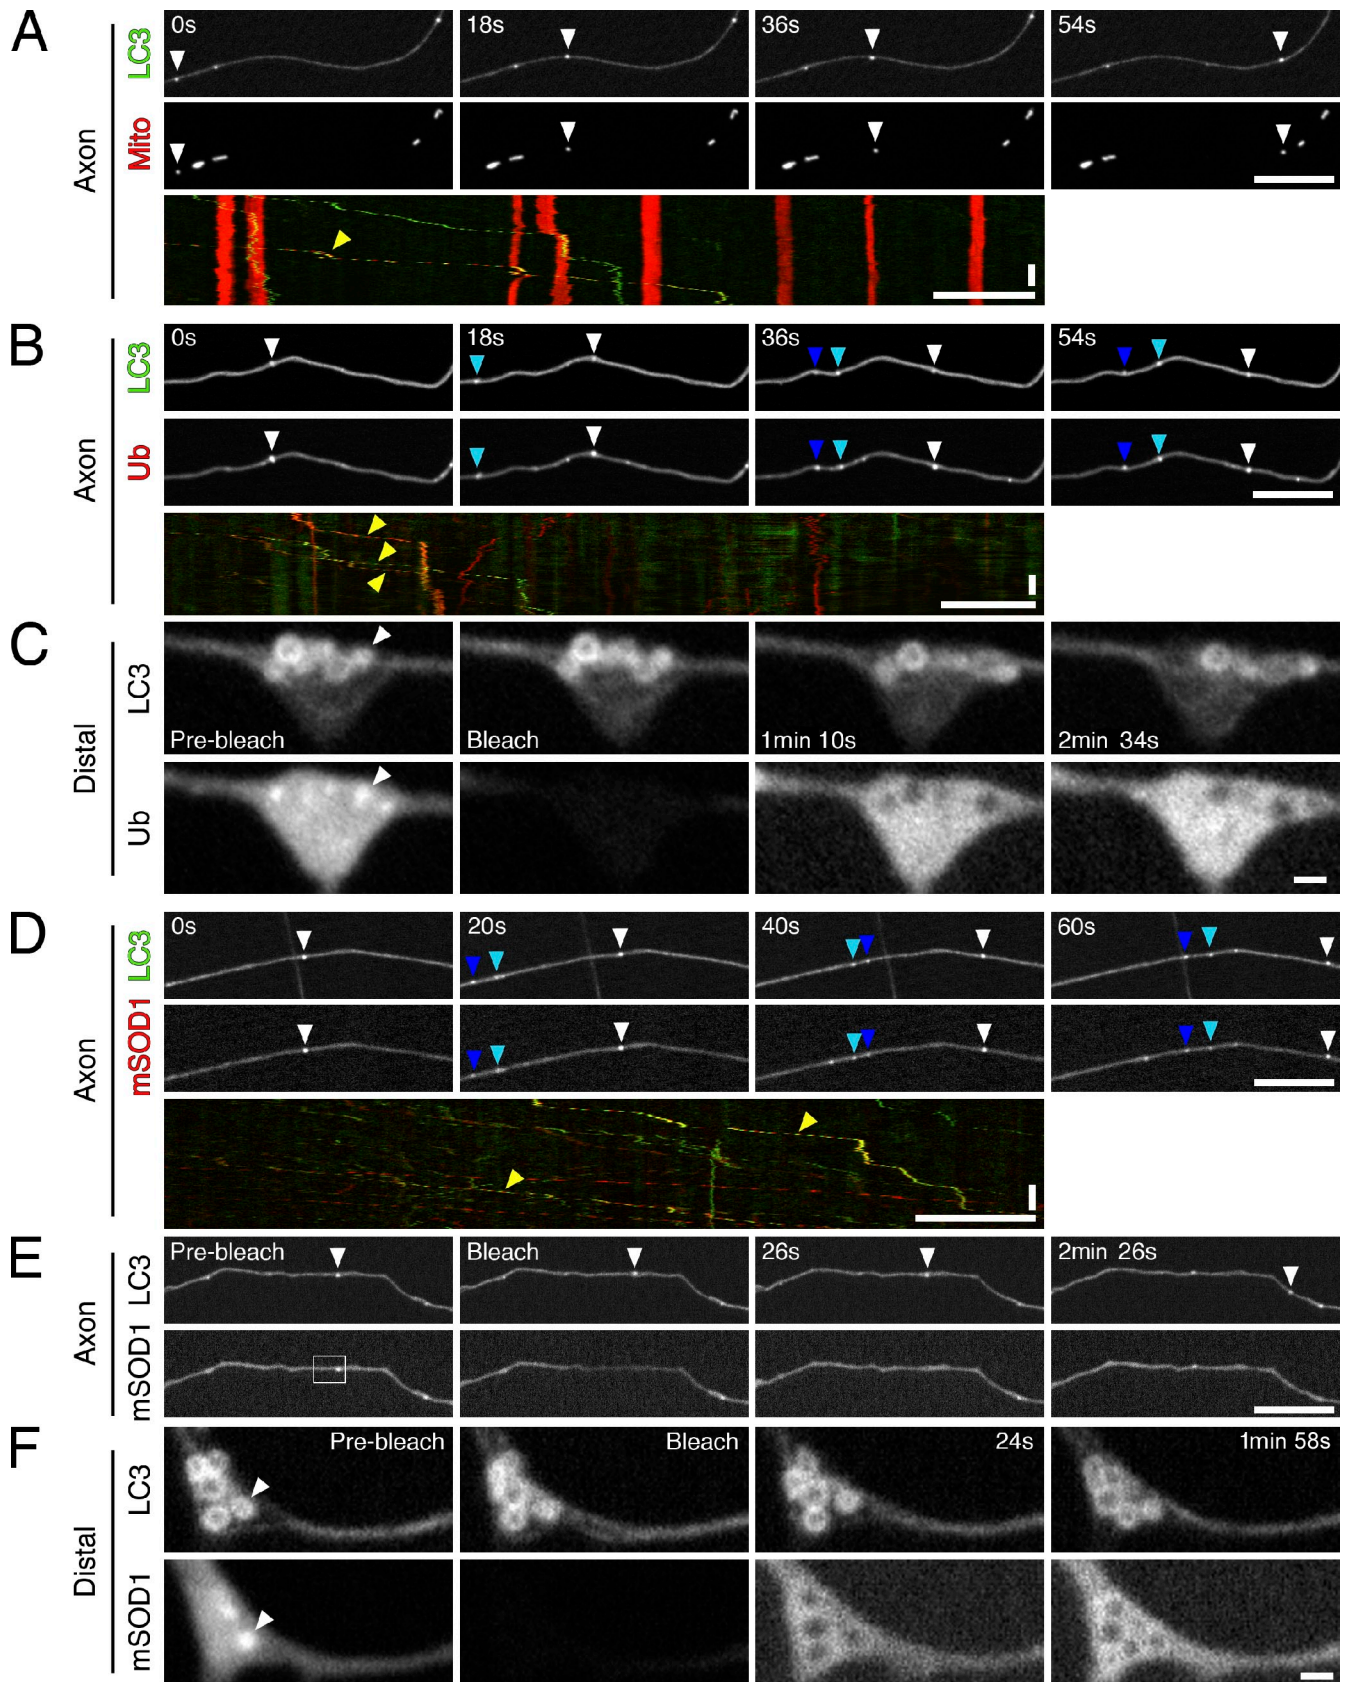 A
Axon
LC3
Mito
0s
18s
36s
54s
B
Axon
LC3
Ub
0s
18s
36s
54s
C
Distal
LC3
Ub
Pre-bleach
Bleach
1min 10s
2min 34s
D
Axon
LC3
mSOD1
0s
20s
40s
60s
E
Axon
LC3
mSOD1
Pre-bleach
Bleach
26s
2min 26s
F
Distal
LC3
mSOD1
Pre-bleach
Bleach
24s
1min 58s